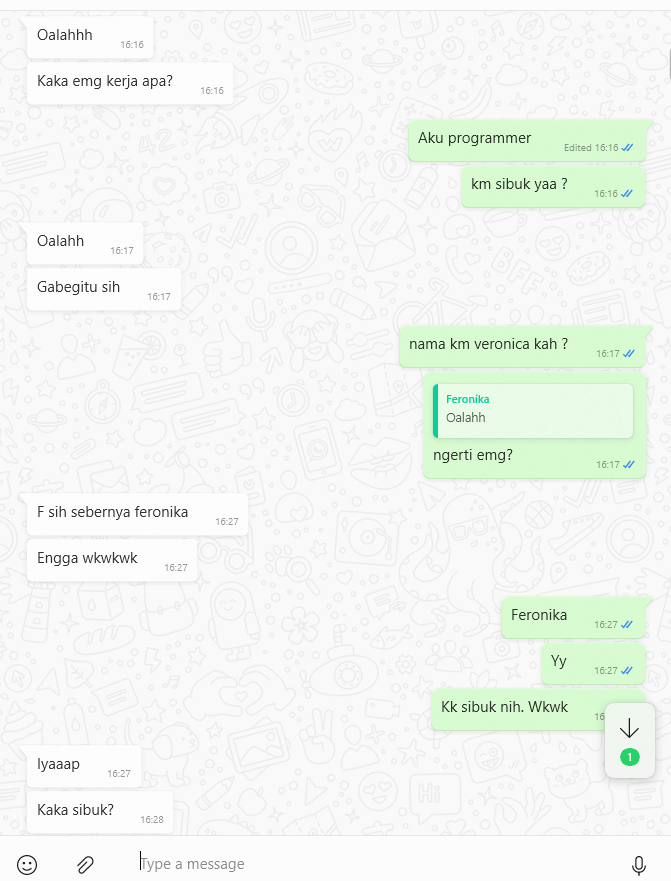 Oalahhh
16:16
Kaka emg kerja apa?
16:16
Aku programmer
Edited 16:16
km sibuk yaa ?
16:16
Oalahh
16:17
Gabegitu sih
16:17
nama km veronica kah ?
16:17
Feronika
Oalahh
ngerti emg?
16:17
F sih sebernya feronika
16:27
Engga wkwkwk
16:27
Feronika
16:27
Yy
16:27
Kk sibuk nih. Wkwk
16
1
Iyaaap
16:27
Kaka sibuk?
16:28
Type a message